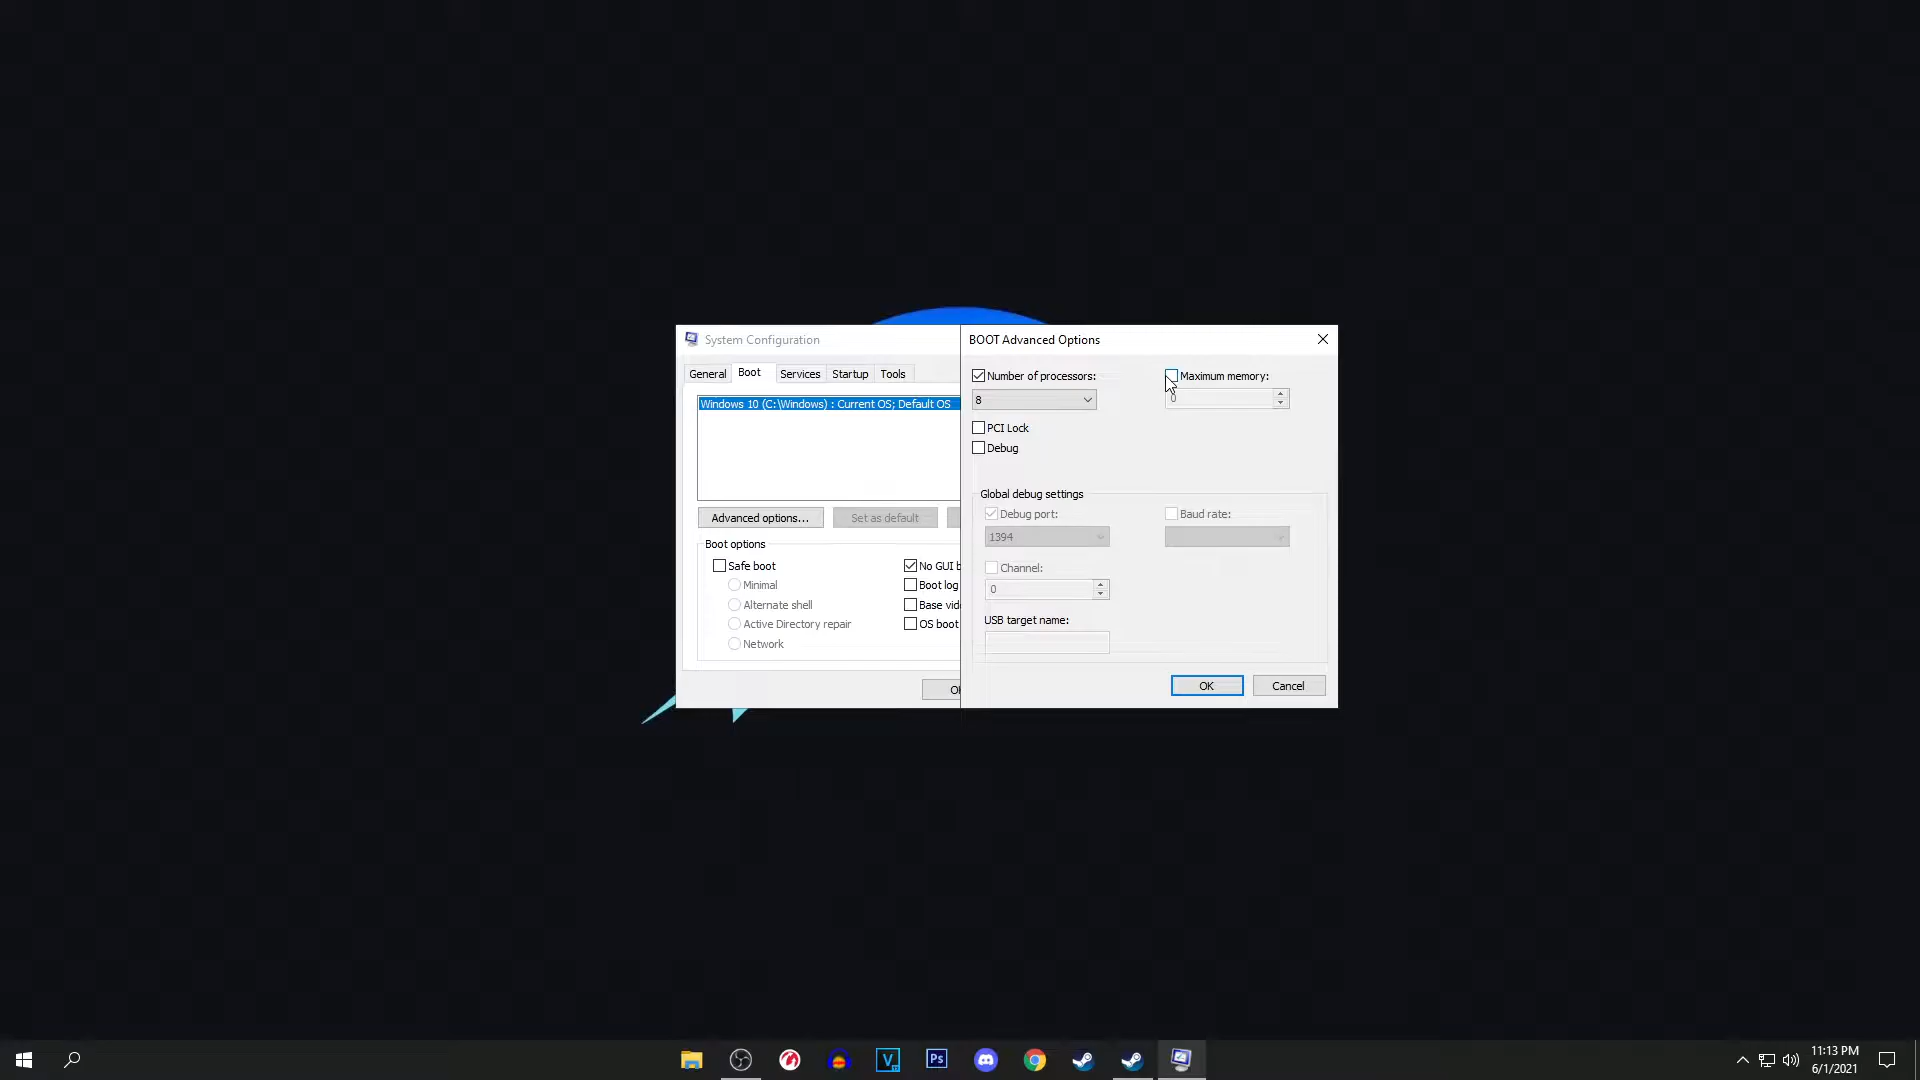 System Configuration
General Boot Services Startup Tools
Windows 10 (C:\Windows) : Current OS; Default OS
Advanced options...
Set as default
Boot options
Safe boot
Minimal
Alternate shell
Active Directory repair
Network
No GUI b
Boot log
Base vid
OS boot
BOOT Advanced Options
Number of processors:
8
Maximum memory:
0
PCI Lock
Debug
Global debug settings
Debug port:
1394
Baud rate:
Channel:
0
USB target name:
OK
Cancel
Ps
11:13 PM
6/1/2021